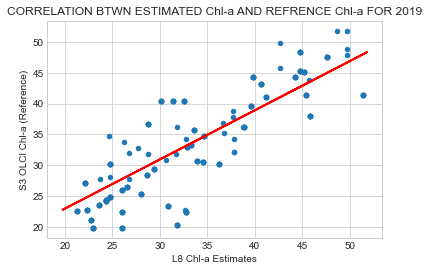 CORRELATION BTWN ESTIMATED Chl-a AND REFRENCE Chl-a FOR 2019
50
45
40
35
30
25
20
S3 OLCI Chl-a (Reference)
20 25 30 35 40 45 50
L8 Chl-a Estimates